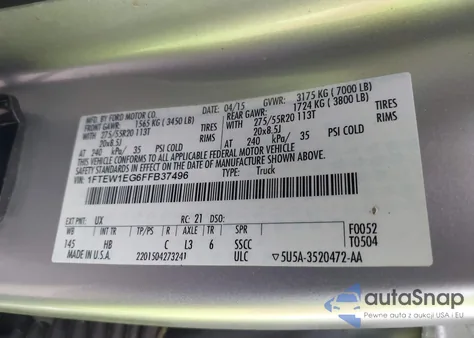 MFD. BY FORD MOTOR CO.
DATE: 04/15 GVWR: 3175 KG ( 7000 LB)
FRONT GAWR: 1565 KG ( 3450 LB) REAR GAWR: 1724 KG ( 3800 LB)
WITH 275/55R20 113T TIRES WITH 275/55R20 113T TIRES
20x8.5J RIMS 20x8.5J RIMS
AT 240 kPa/ 35 PSI COLD AT 240 kPa/ 35 PSI COLD
THIS VEHICLE CONFORMS TO ALL APPLICABLE FEDERAL MOTOR VEHICLE
SAFETY STANDARDS IN EFFECT ON THE DATE OF MANUFACTURE SHOWN ABOVE.
1FTEW1EG6FFB37496 TYPE: Truck
EXT PNT: UX RC: 21 DSO: F0052
WB INT TR TP/PS R AXLE TR SPR T0504
145 HB C L3 6 SSCC
MADE IN U.S.A. 220150427324 ULC ▽5U5A-3520472-AA
autaSnap
Pewne auta z aukcji USA i EU